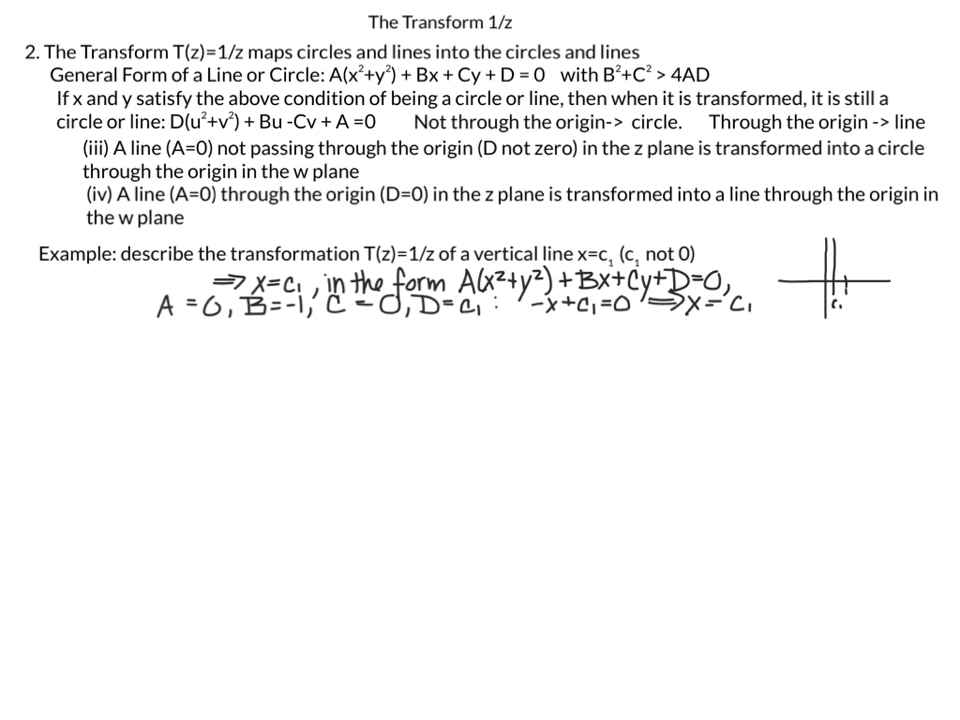 The Transform 1/z
2. The Transform T(z)=1/z maps circles and lines into the circles and lines
General Form of a Line or Circle: A(x²+y²) + Bx + Cy + D = 0 with B²+C² > 4AD
If x and y satisfy the above condition of being a circle or line, then when it is transformed, it is still a
circle or line: D(u²+v²) + Bu -Cv + A =0 Not through the origin-> circle. Through the origin -> line
(iii) A line (A=0) not passing through the origin (D not zero) in the z plane is transformed into a circle
through the origin in the w plane
(iv) A line (A=0) through the origin (D=0) in the z plane is transformed into a line through the origin in
the w plane
Example: describe the transformation T(z)=1/z of a vertical line x=c₁ (c₁ not 0)
⇒ x=c₁, in the form A(x²+y²)+Bx+Cy+D=0,
A = 0, B=-1, C = 0, D= c₁ : -x+c₁=0 ⇒x= c₁
c₁